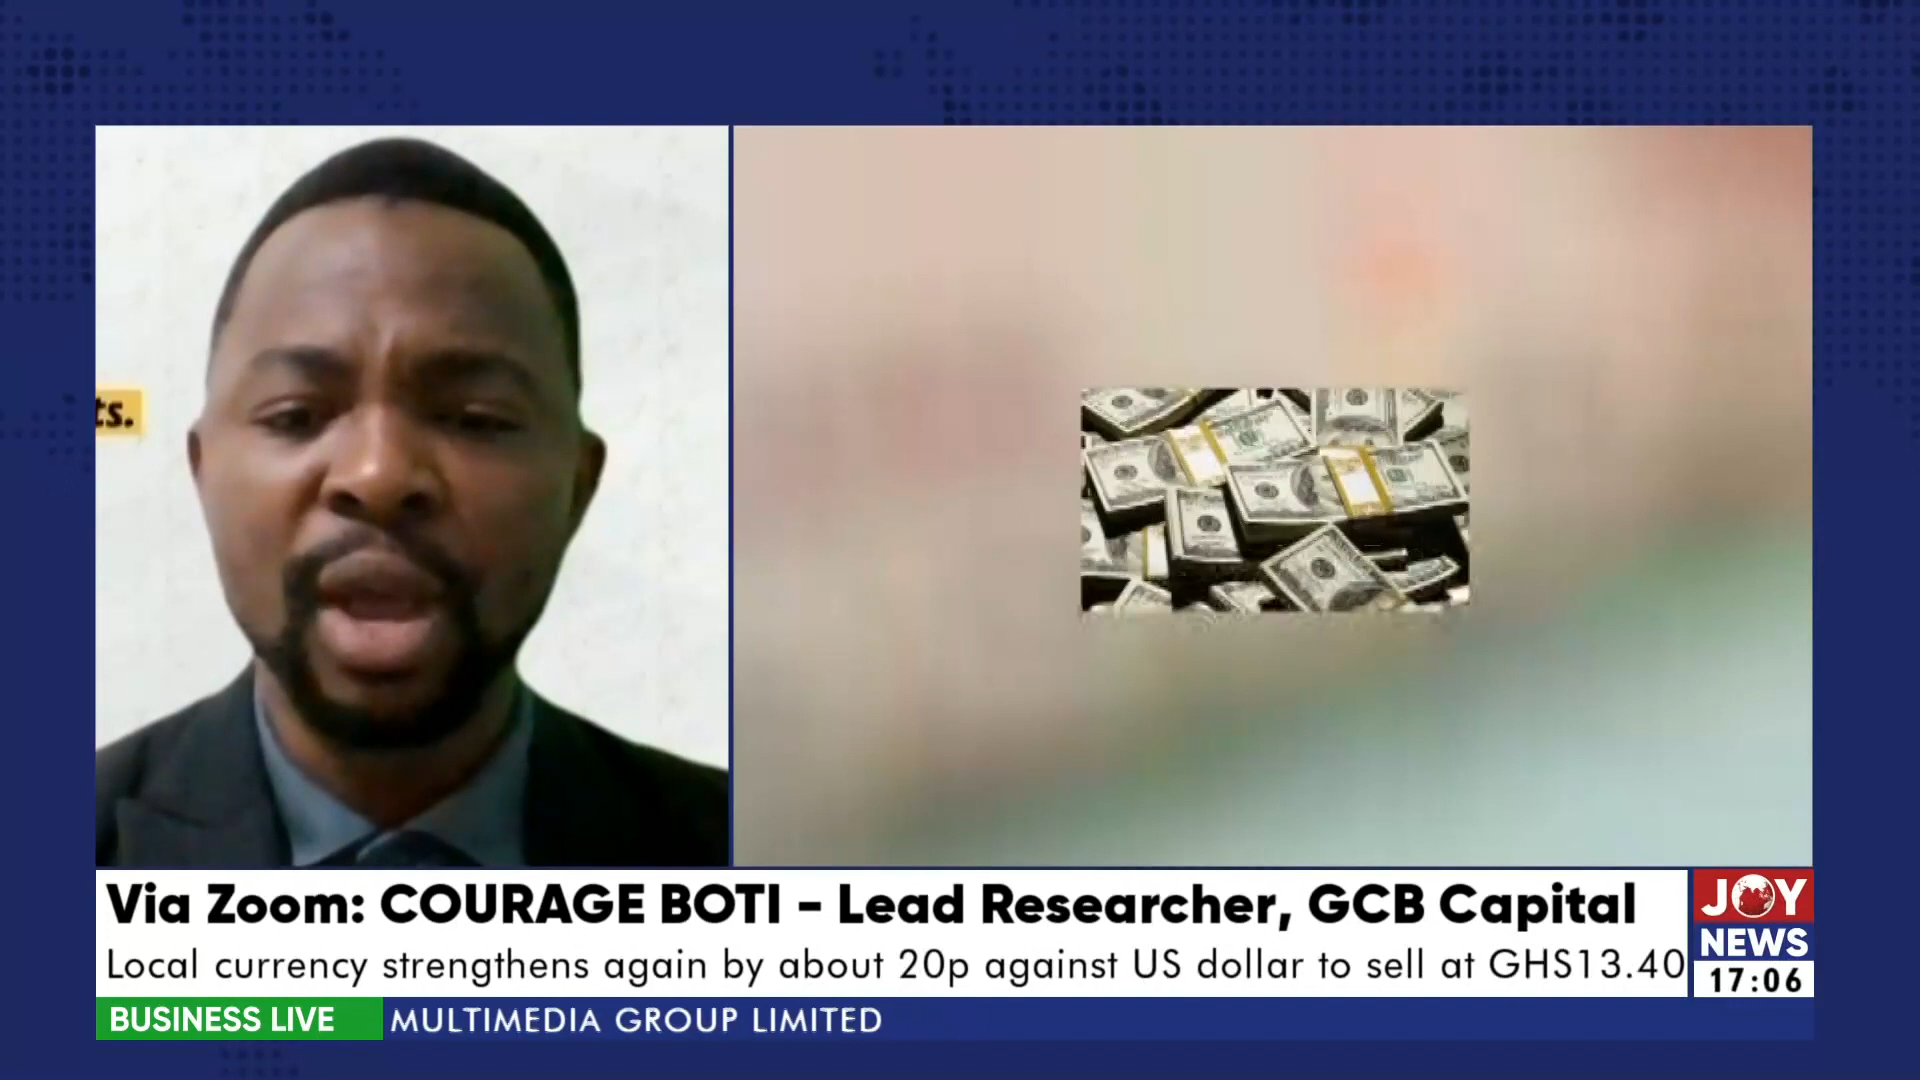 ts.
Via Zoom: COURAGE BOTI - Lead Researcher, GCB Capital
Local currency strengthens again by about 20p against US dollar to sell at GHS13.40
JOY
NEWS
17:06
BUSINESS LIVE
MULTIMEDIA GROUP LIMITED